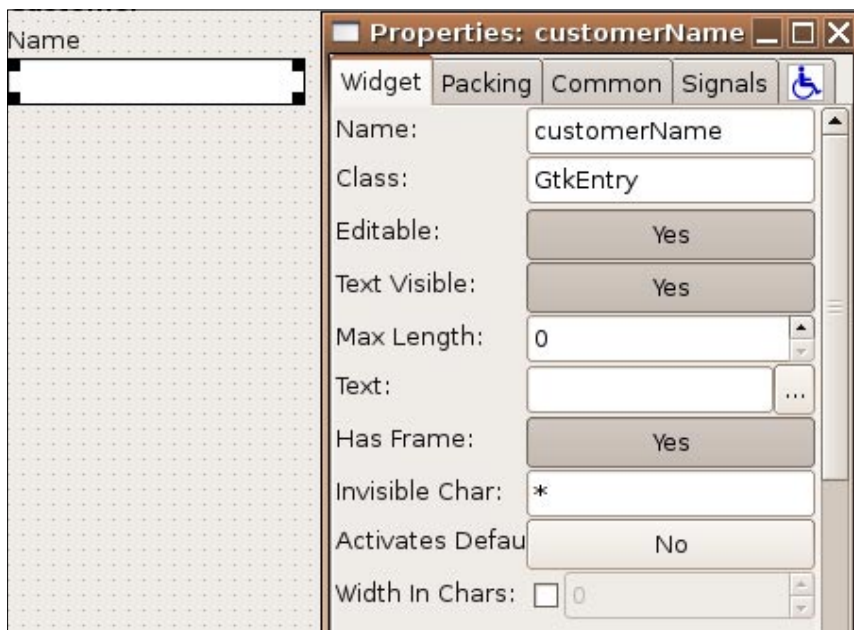 Name
Properties: customerName
Widget Packing Common Signals
Name: customerName
Class: GtkEntry
Editable: Yes
Text Visible: Yes
Max Length: 0
Text: ...
Has Frame: Yes
Invisible Char: *
Activates Defau No
Width In Chars: 0